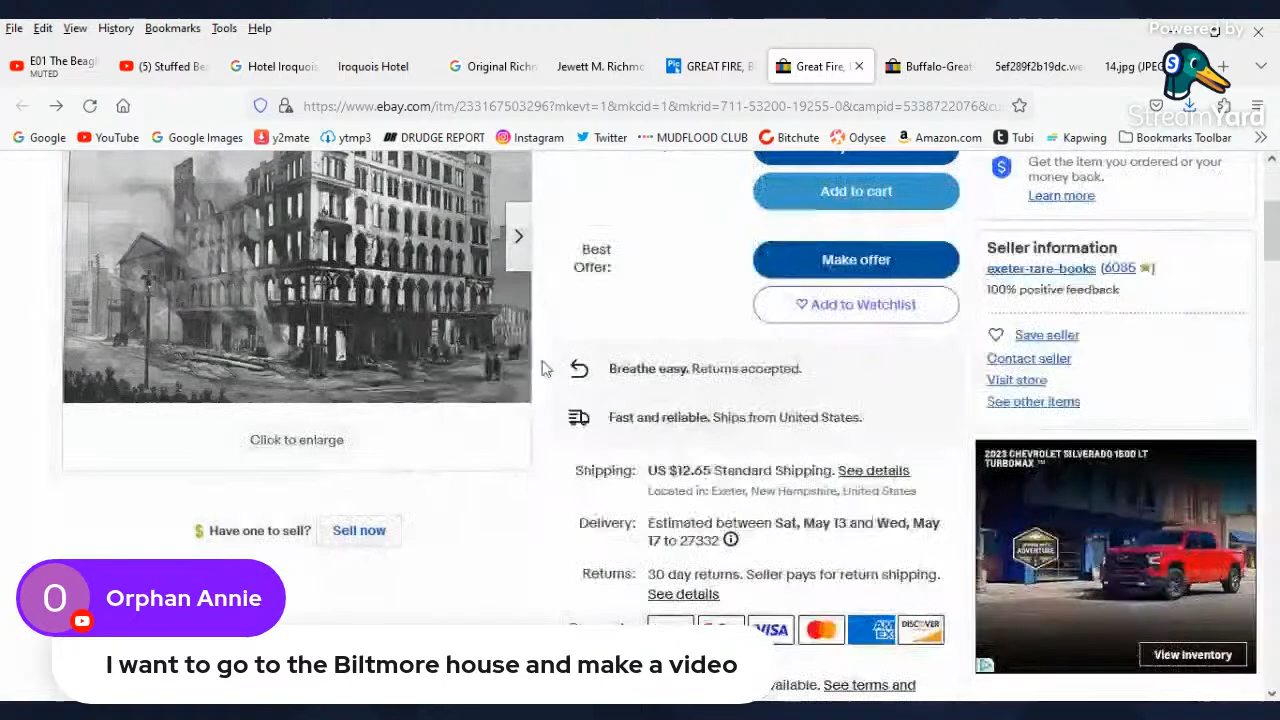 File Edit View History Bookmarks Tools Help
Powered by
StreamYard
E01 The Beagl
MUTED
(5) Stuffed Bea
Hotel Iroquois
Iroquois Hotel
Original Richm
Jewett M. Richmo
GREAT FIRE, B
Great Fire,
Buffalo-Great-
5ef289f2b19dc.we
14.jpg (JPEG
https://www.ebay.com/itm/233167503296?mkevt=1&mkcid=1&mkrid=711-53200-19255-0&campid=5338722076&cu
Google YouTube Google Images y2mate ytmp3 DRUDGE REPORT Instagram Twitter MUDFLOOD CLUB Bitchute Odysee Amazon.com Tubi Kapwing Bookmarks Toolbar
Add to cart
Best
Offer:
Make offer
Add to Watchlist
Breathe easy. Returns accepted.
Fast and reliable. Ships from United States.
Shipping: US $12.65 Standard Shipping. See details
Located in: Exeter, New Hampshire, United States
Delivery: Estimated between Sat, May 13 and Wed, May
17 to 27332
Returns: 30 day returns. Seller pays for return shipping.
See details
VISA
AM
EX
DISCOVER
ailable. See terms and
Click to enlarge
Have one to sell? Sell now
Get the item you ordered or your
money back.
Learn more
Seller information
exeter-rare-books (6085)
100% positive feedback
Save seller
Contact seller
Visit store
See other items
2023 CHEVROLET SILVERADO 1500 LT
TURBOMAX ™
ADVENTURE
View Inventory
O
Orphan Annie
I want to go to the Biltmore house and make a video